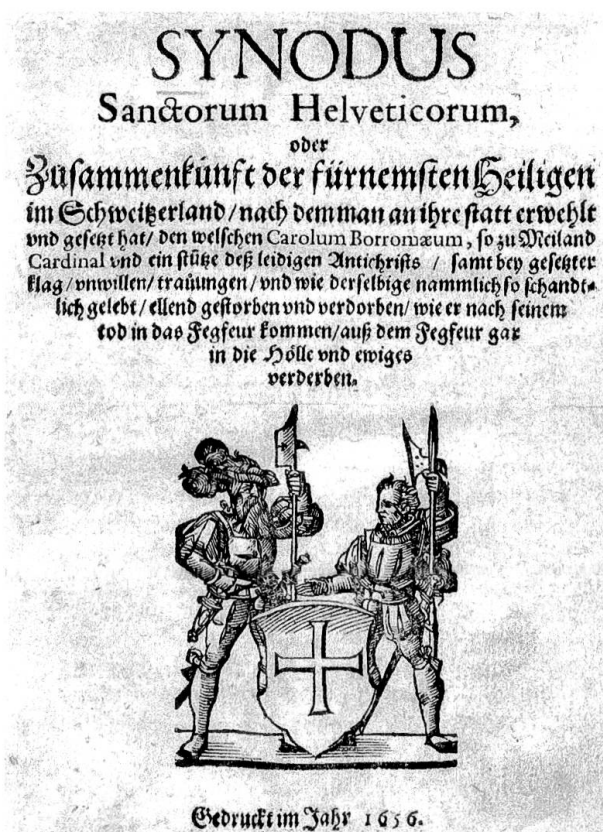 SYNODUS
Sanctorum Helveticorum,
oder
Zusammenkunft der fürnemsten Heiligen
im Schweitzerland / nach dem man an ihre statt erwehlt
vnd gesetzt hat / den welschen Carolum Borromæum, so zu Meiland
Cardinal vnd ein stütze deß leidigen Antichrists / samt bey gesetzter
klag / vnwillen / trauungen / vnd wie derselbige nammlich so schandt-
lich gelebt / ellend gestorben vnd verdorben / wie er nach seinem
tod in das Fegfeur kommen / auß dem Fegfeur gar
in die Hölle vnd ewiges
verderben.
Gedruckt im Jahr 1656.